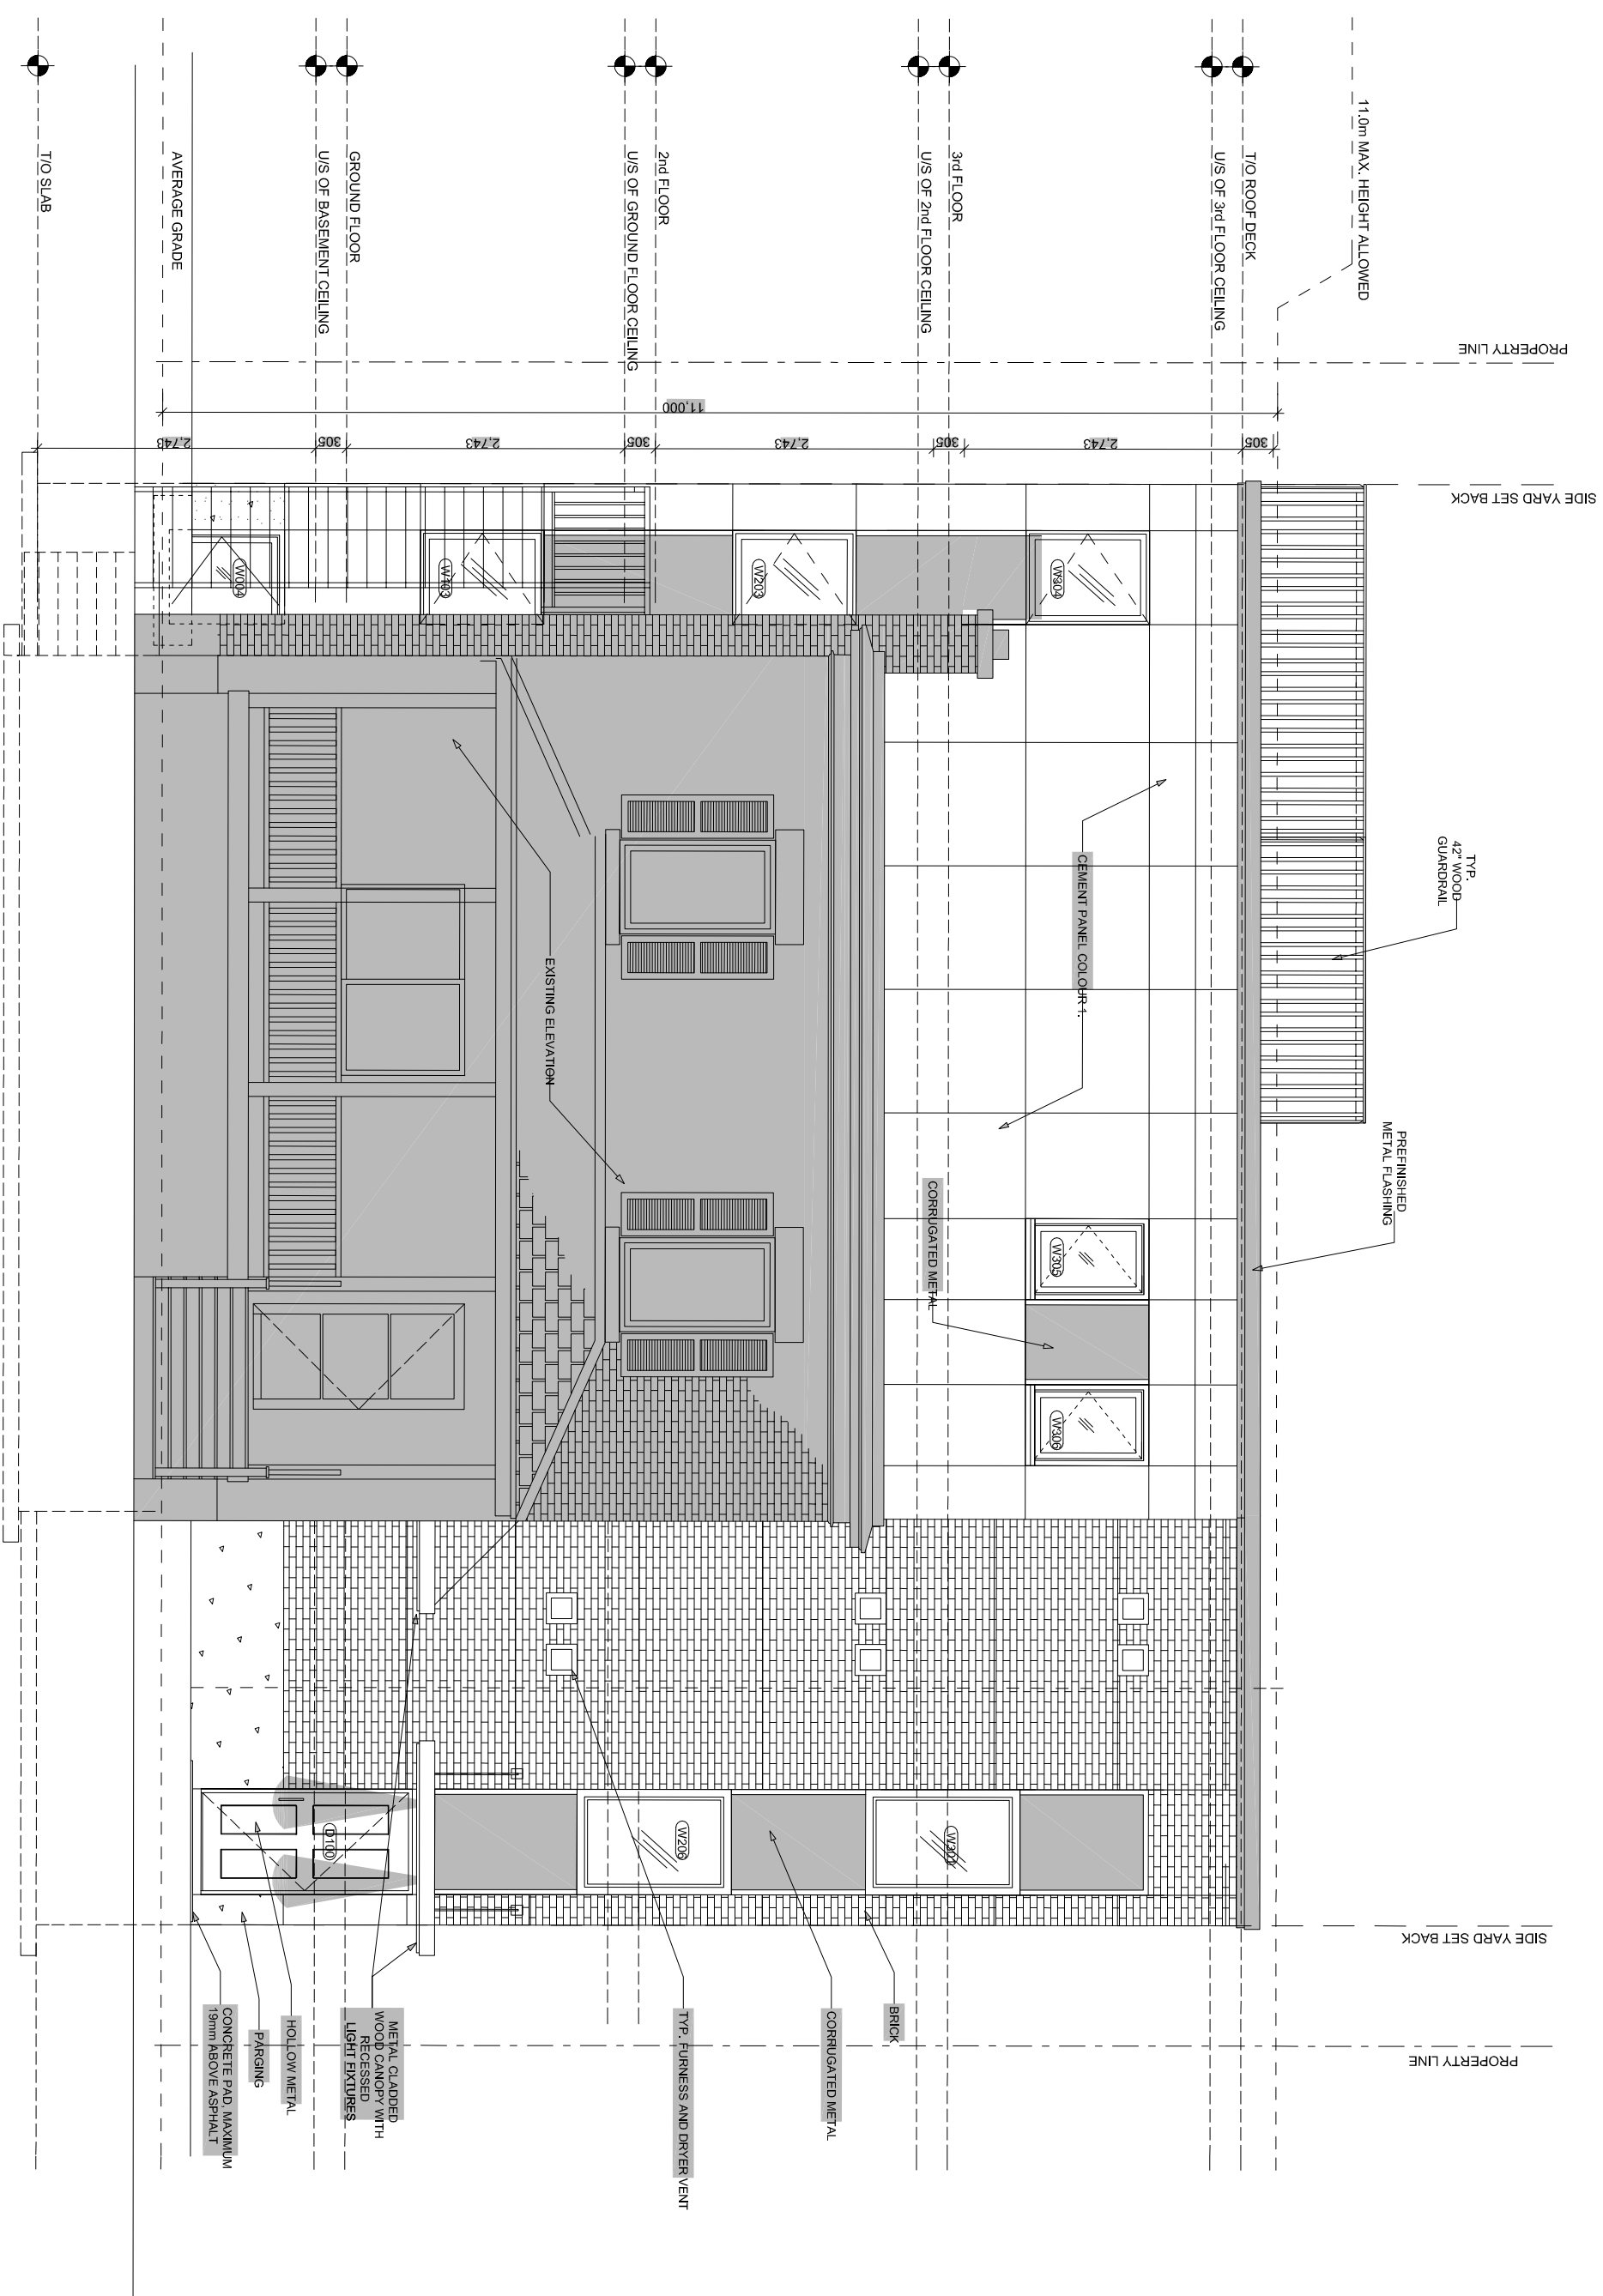 11.0m MAX. HEIGHT ALLOWED
T/O ROOF DECK
U/S OF 3rd FLOOR CEILING
3rd FLOOR
U/S OF 2nd FLOOR CEILING
2nd FLOOR
U/S OF GROUND FLOOR CEILING
GROUND FLOOR
U/S OF BASEMENT CEILING
AVERAGE GRADE
T/O SLAB
PROPERTY LINE
11,000
305
2,743
305
2,743
305
2,743
305
2,743
SIDE YARD SET BACK
W304
W203
W103
W004
TYP.
42" WOOD
GUARDRAIL
CEMENT PANEL COLOUR 1.
EXISTING ELEVATION
PREFINISHED
METAL FLASHING
CORRUGATED METAL
W305
W306
W301
W206
D100
SIDE YARD SET BACK
BRICK
CORRUGATED METAL
TYP. FURNESS AND DRYER VENT
METAL CLADDED
WOOD CANOPY WITH
RECESSED
LIGHT FIXTURES
HOLLOW METAL
PARGING
CONCRETE PAD, MAXIMUM
19mm ABOVE ASPHALT
PROPERTY LINE